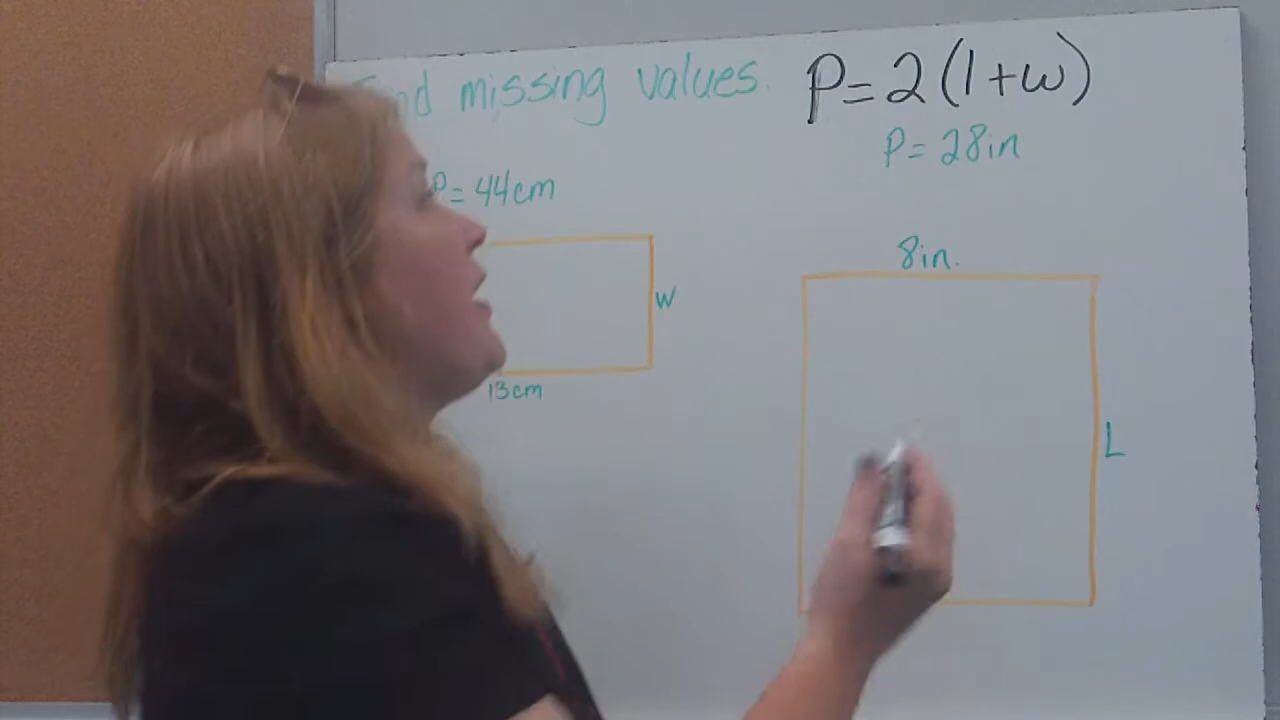 missing values.
P=2(l+w)
P=28in
P=44cm
8in.
W
13cm
L